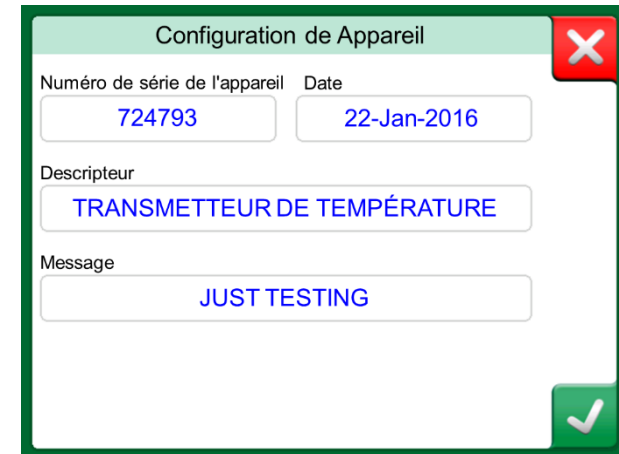 Configuration de Appareil
Numéro de série de l'appareil Date
724793 22-Jan-2016
Descripteur
TRANSMETTEUR DE TEMPÉRATURE
Message
JUST TESTING